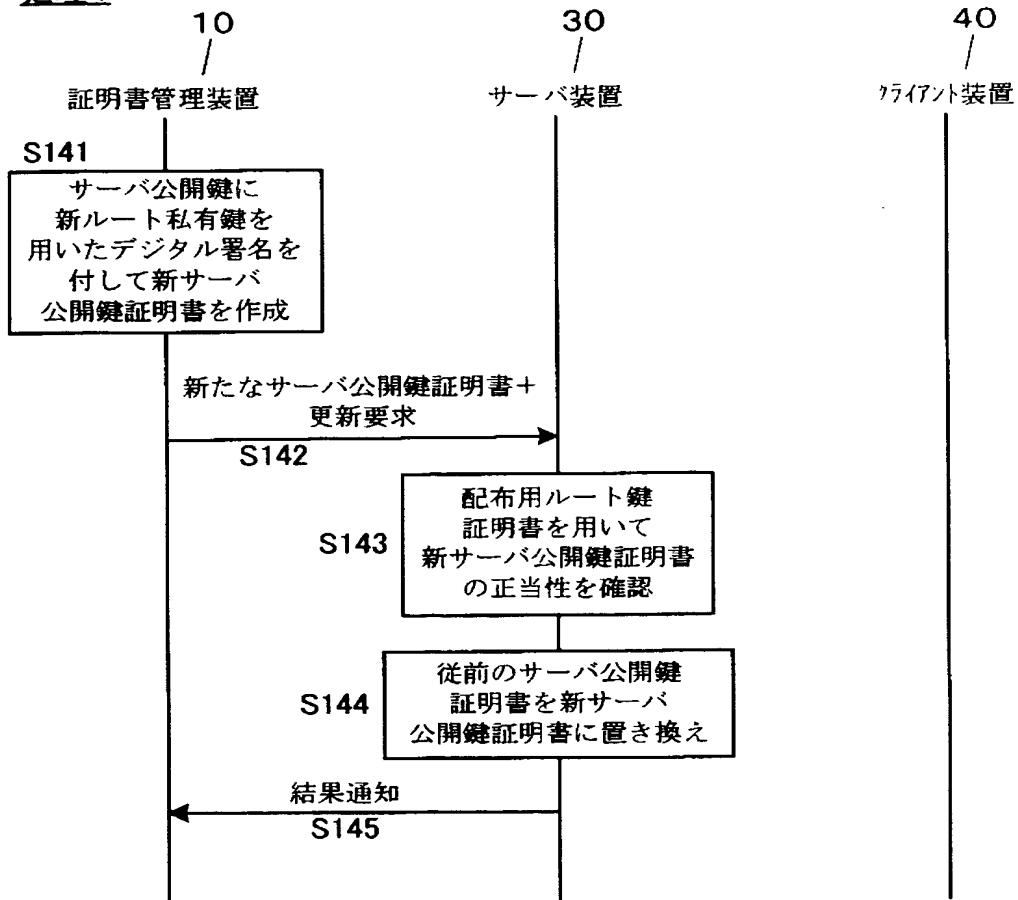 10
30
40
証明書管理装置
サーバ装置
クライアント装置
S141
サーバ公開鍵に
新ルート私有鍵を
用いたデジタル署名を
付して新サーバ
公開鍵証明書を作成
新たなサーバ公開鍵証明書＋
更新要求
S142
S143
配布用ルート鍵
証明書を用いて
新サーバ公開鍵証明書
の正当性を確認
S144
従前のサーバ公開鍵
証明書を新サーバ
公開鍵証明書に置き換え
結果通知
S145